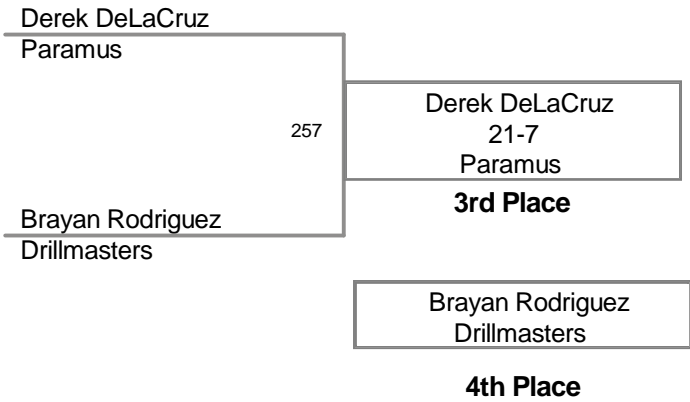 Derek DeLaCruz
Paramus
257
Derek DeLaCruz
21-7
Paramus
3rd Place
Brayan Rodriguez
Drillmasters
Brayan Rodriguez
Drillmasters
4th Place